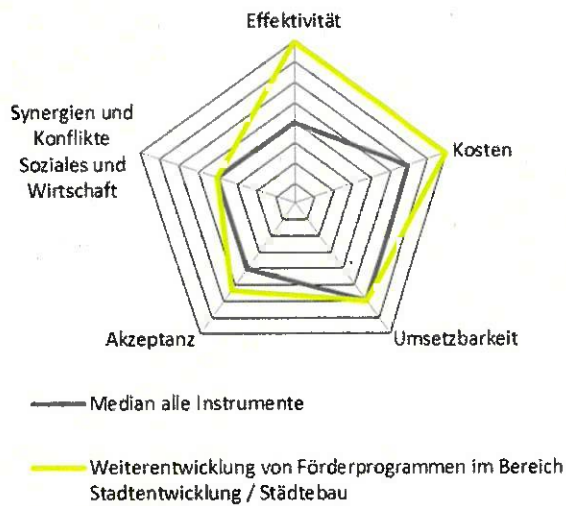 Effektivität
Synergien und
Konflikte
Soziales und
Wirtschaft
Kosten
Akzeptanz
Umsetzbarkeit
Median alle Instrumente
Weiterentwicklung von Förderprogrammen im Bereich
Stadtentwicklung / Städtebau